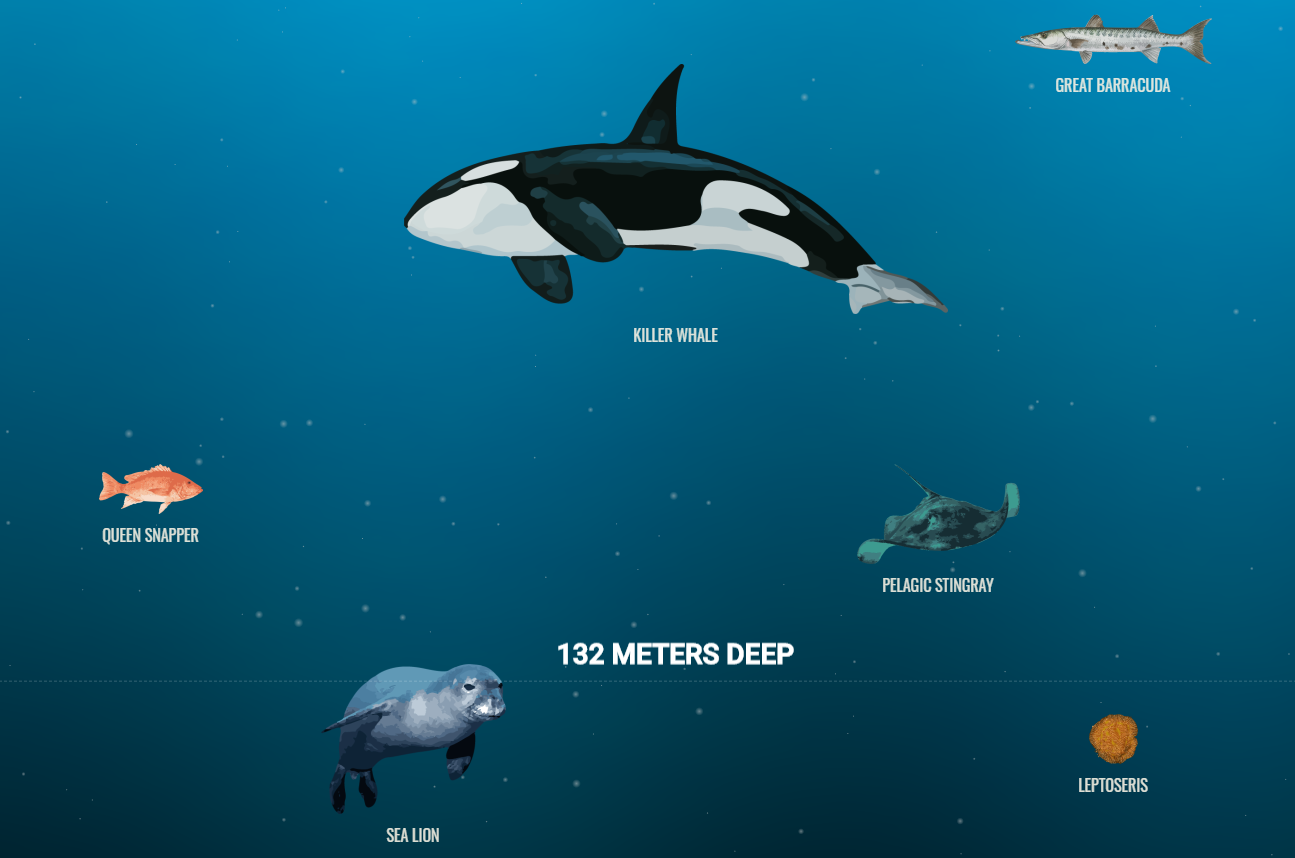 GREAT BARRACUDA
KILLER WHALE
QUEEN SNAPPER
PELAGIC STINGRAY
132 METERS DEEP
LEPTOSERIS
SEA LION